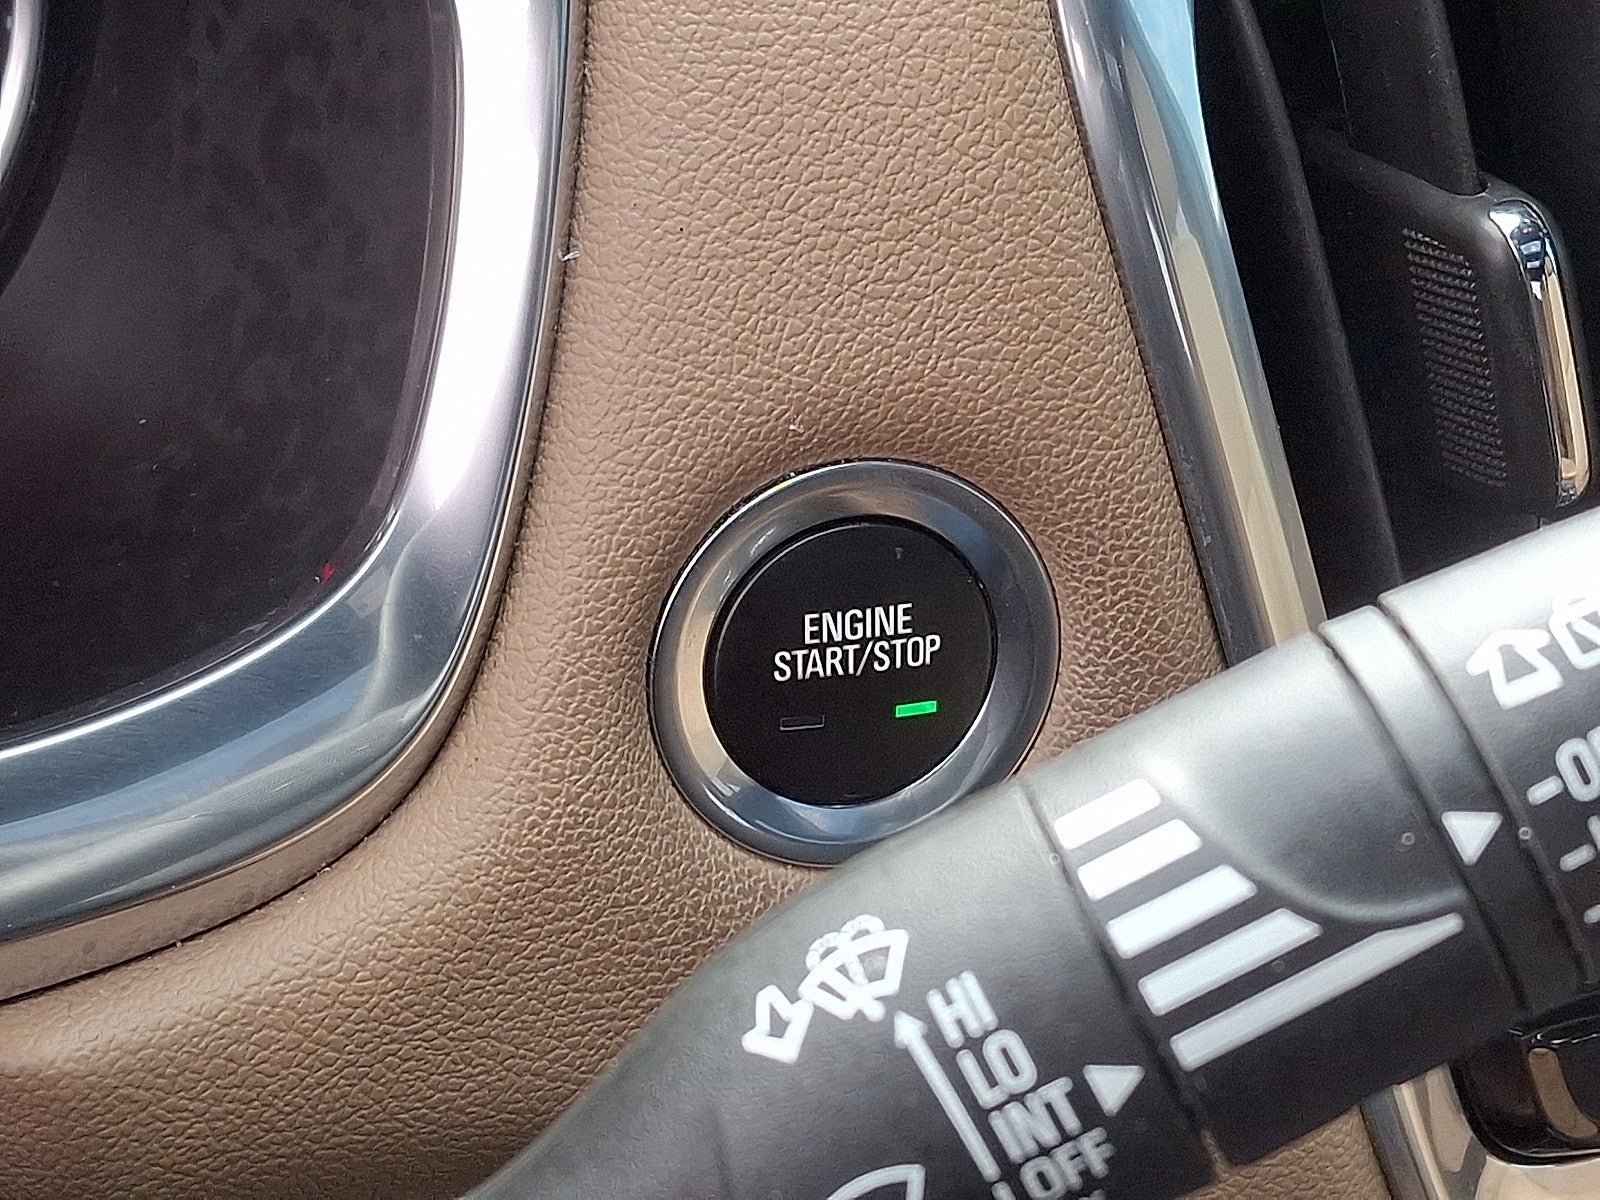 ENGINE
START/STOP
HI
LO
INT
OFF